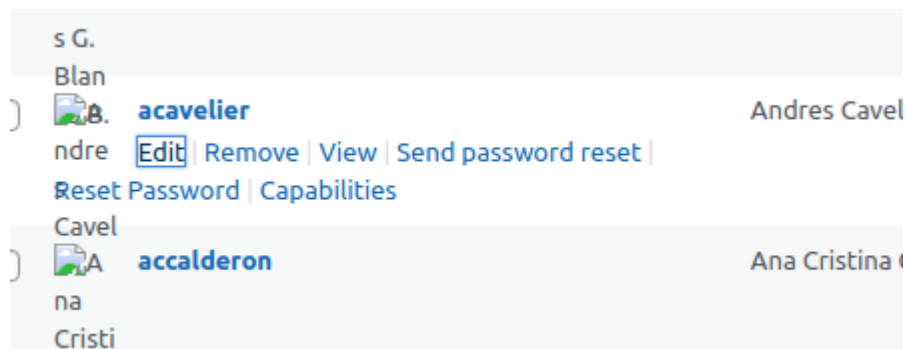 s G.
Blan
A B. acavelier Andres Cavel
ndre Edit | Remove | View | Send password reset |
s Reset Password | Capabilities
Cavel
A accalderon Ana Cristina
na
Cristi